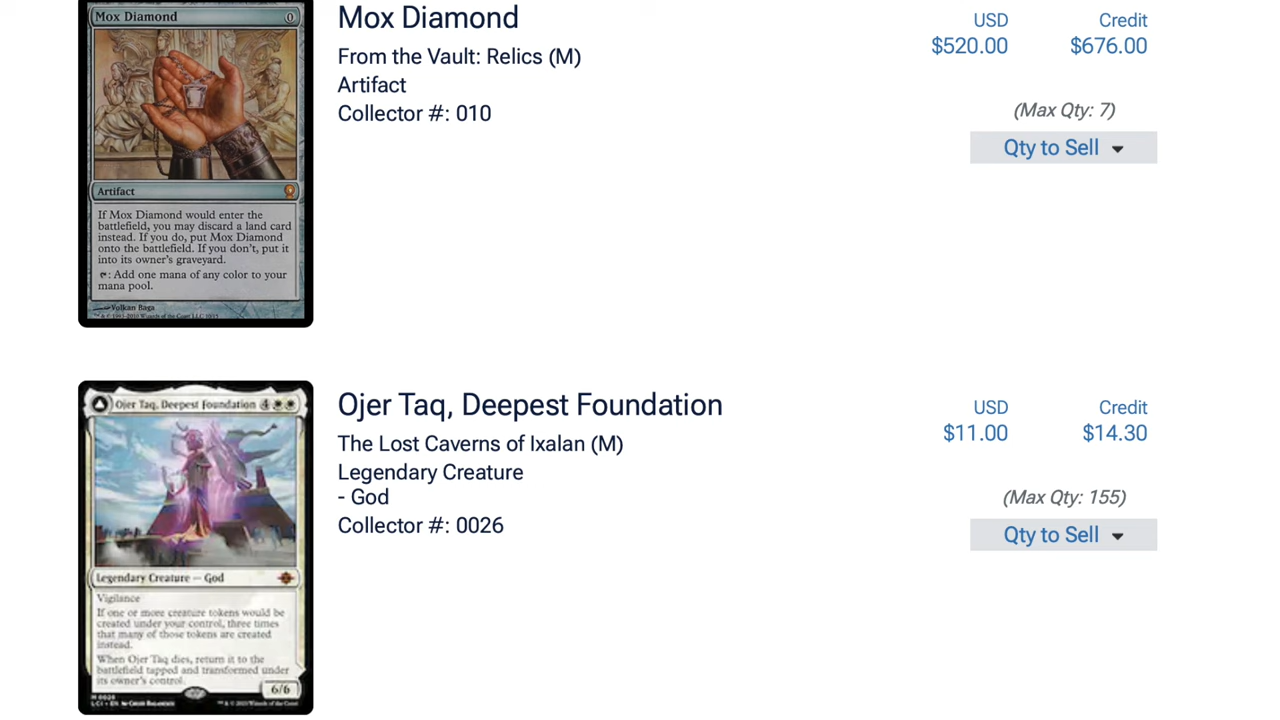 Mox Diamond 0
Artifact
If Mox Diamond would enter the
battlefield, you may discard a land card
instead. If you do, put Mox Diamond
onto the battlefield. If you don't, put it
into its owner's graveyard.
: Add one mana of any color to your
mana pool.
Volkan Baga
Mox Diamond
From the Vault: Relics (M)
Artifact
Collector #: 010
USD Credit
$520.00 $676.00
(Max Qty: 7)
Qty to Sell
Ojer Taq, Deepest Foundation 4
Legendary Creature — God
Vigilance
If one or more creature tokens would be
created under your control, three times
that many of those tokens are created
instead.
When Ojer Taq dies, return it to the
battlefield tapped and transformed under
its owner's control.
6/6
Ojer Taq, Deepest Foundation
The Lost Caverns of Ixalan (M)
Legendary Creature
- God
Collector #: 0026
USD Credit
$11.00 $14.30
(Max Qty: 155)
Qty to Sell